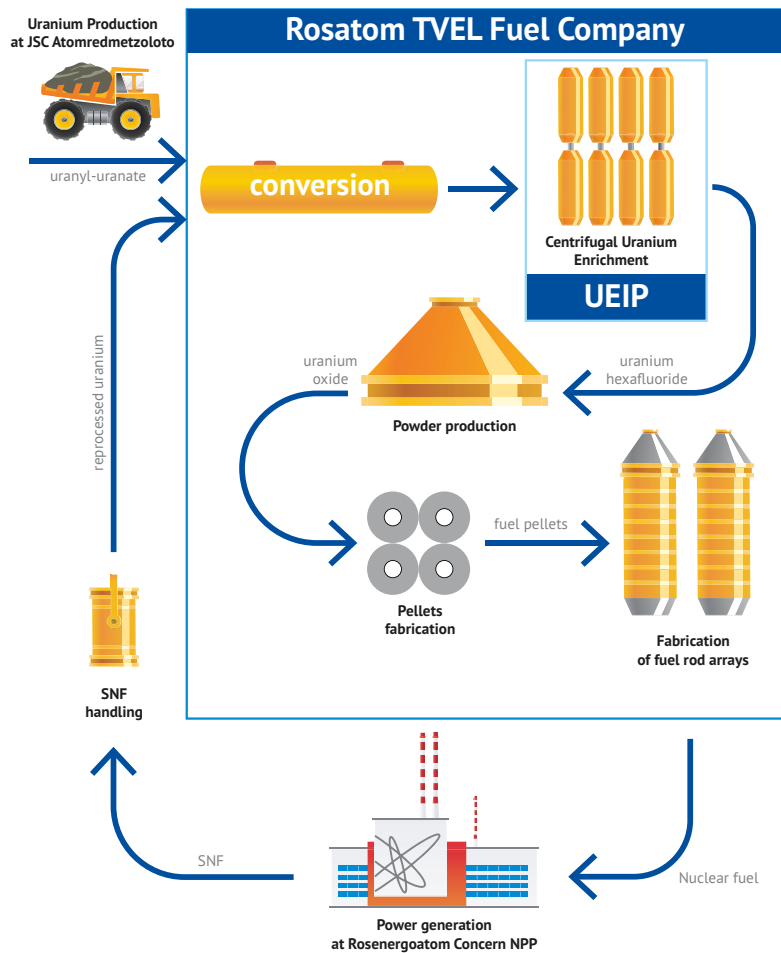 Uranium Production
at JSC Atomredmetzoloto
Rosatom TVEL Fuel Company
uranyl-uranate
conversion
Centrifugal Uranium
Enrichment
UEIP
reprocessed uranium
uranium
oxide
uranium
hexafluoride
Powder production
fuel pellets
Pellets
fabrication
Fabrication
of fuel rod arrays
SNF
handling
SNF
Nuclear fuel
Power generation
at Rosenergoatom Concern NPP